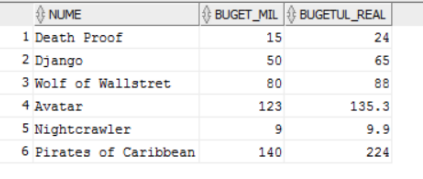 NUME BUGET_MIL BUGETUL_REAL
1 Death Proof 15 24
2 Django 50 65
3 Wolf of Wallstret 80 88
4 Avatar 123 135.3
5 Nightcrawler 9 9.9
6 Pirates of Caribbean 140 224